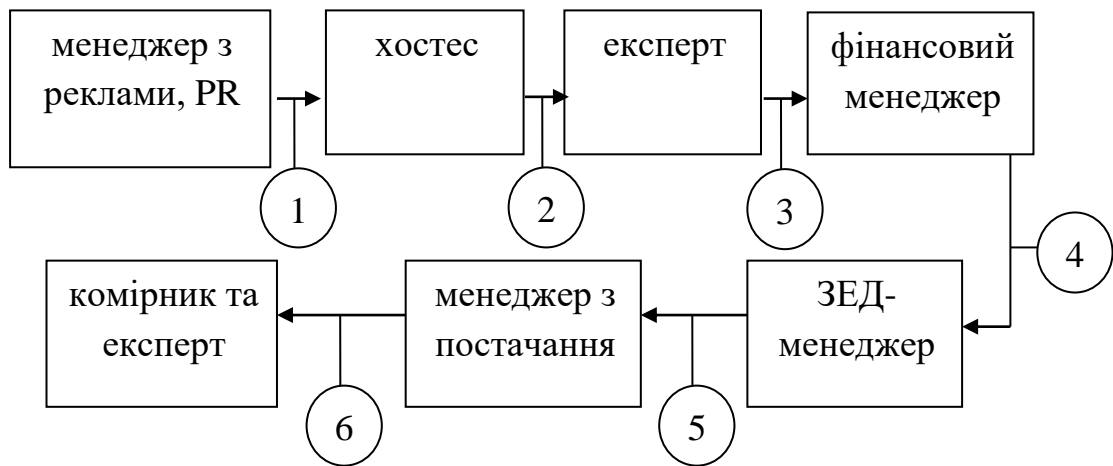 менеджер з
реклами, PR
хостес
експерт
фінансовий
менеджер
1
2
3
4
комірник та
експерт
менеджер з
постачання
ЗЕД-
менеджер
6
5